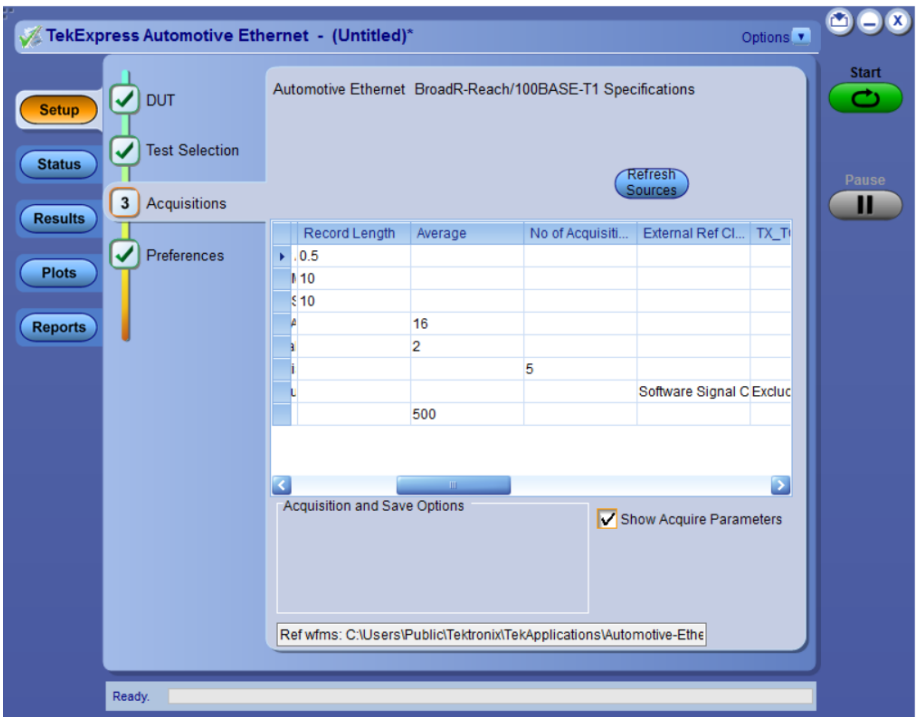 TekExpress Automotive Ethernet - (Untitled)*
Options
Start
Pause
Setup
Status
Results
Plots
Reports
DUT
Test Selection
3 Acquisitions
Preferences
Automotive Ethernet BroadR-Reach/100BASE-T1 Specifications
Refresh
Sources
Record Length Average No of Acquisiti... External Ref Cl...
0.5
10
10
16
2
5
Software Signal C Exclud
500
Acquisition and Save Options
Show Acquire Parameters
Ref wfms: C:\Users\Public\Tektronix\TekApplications\Automotive-Ethe
Ready.